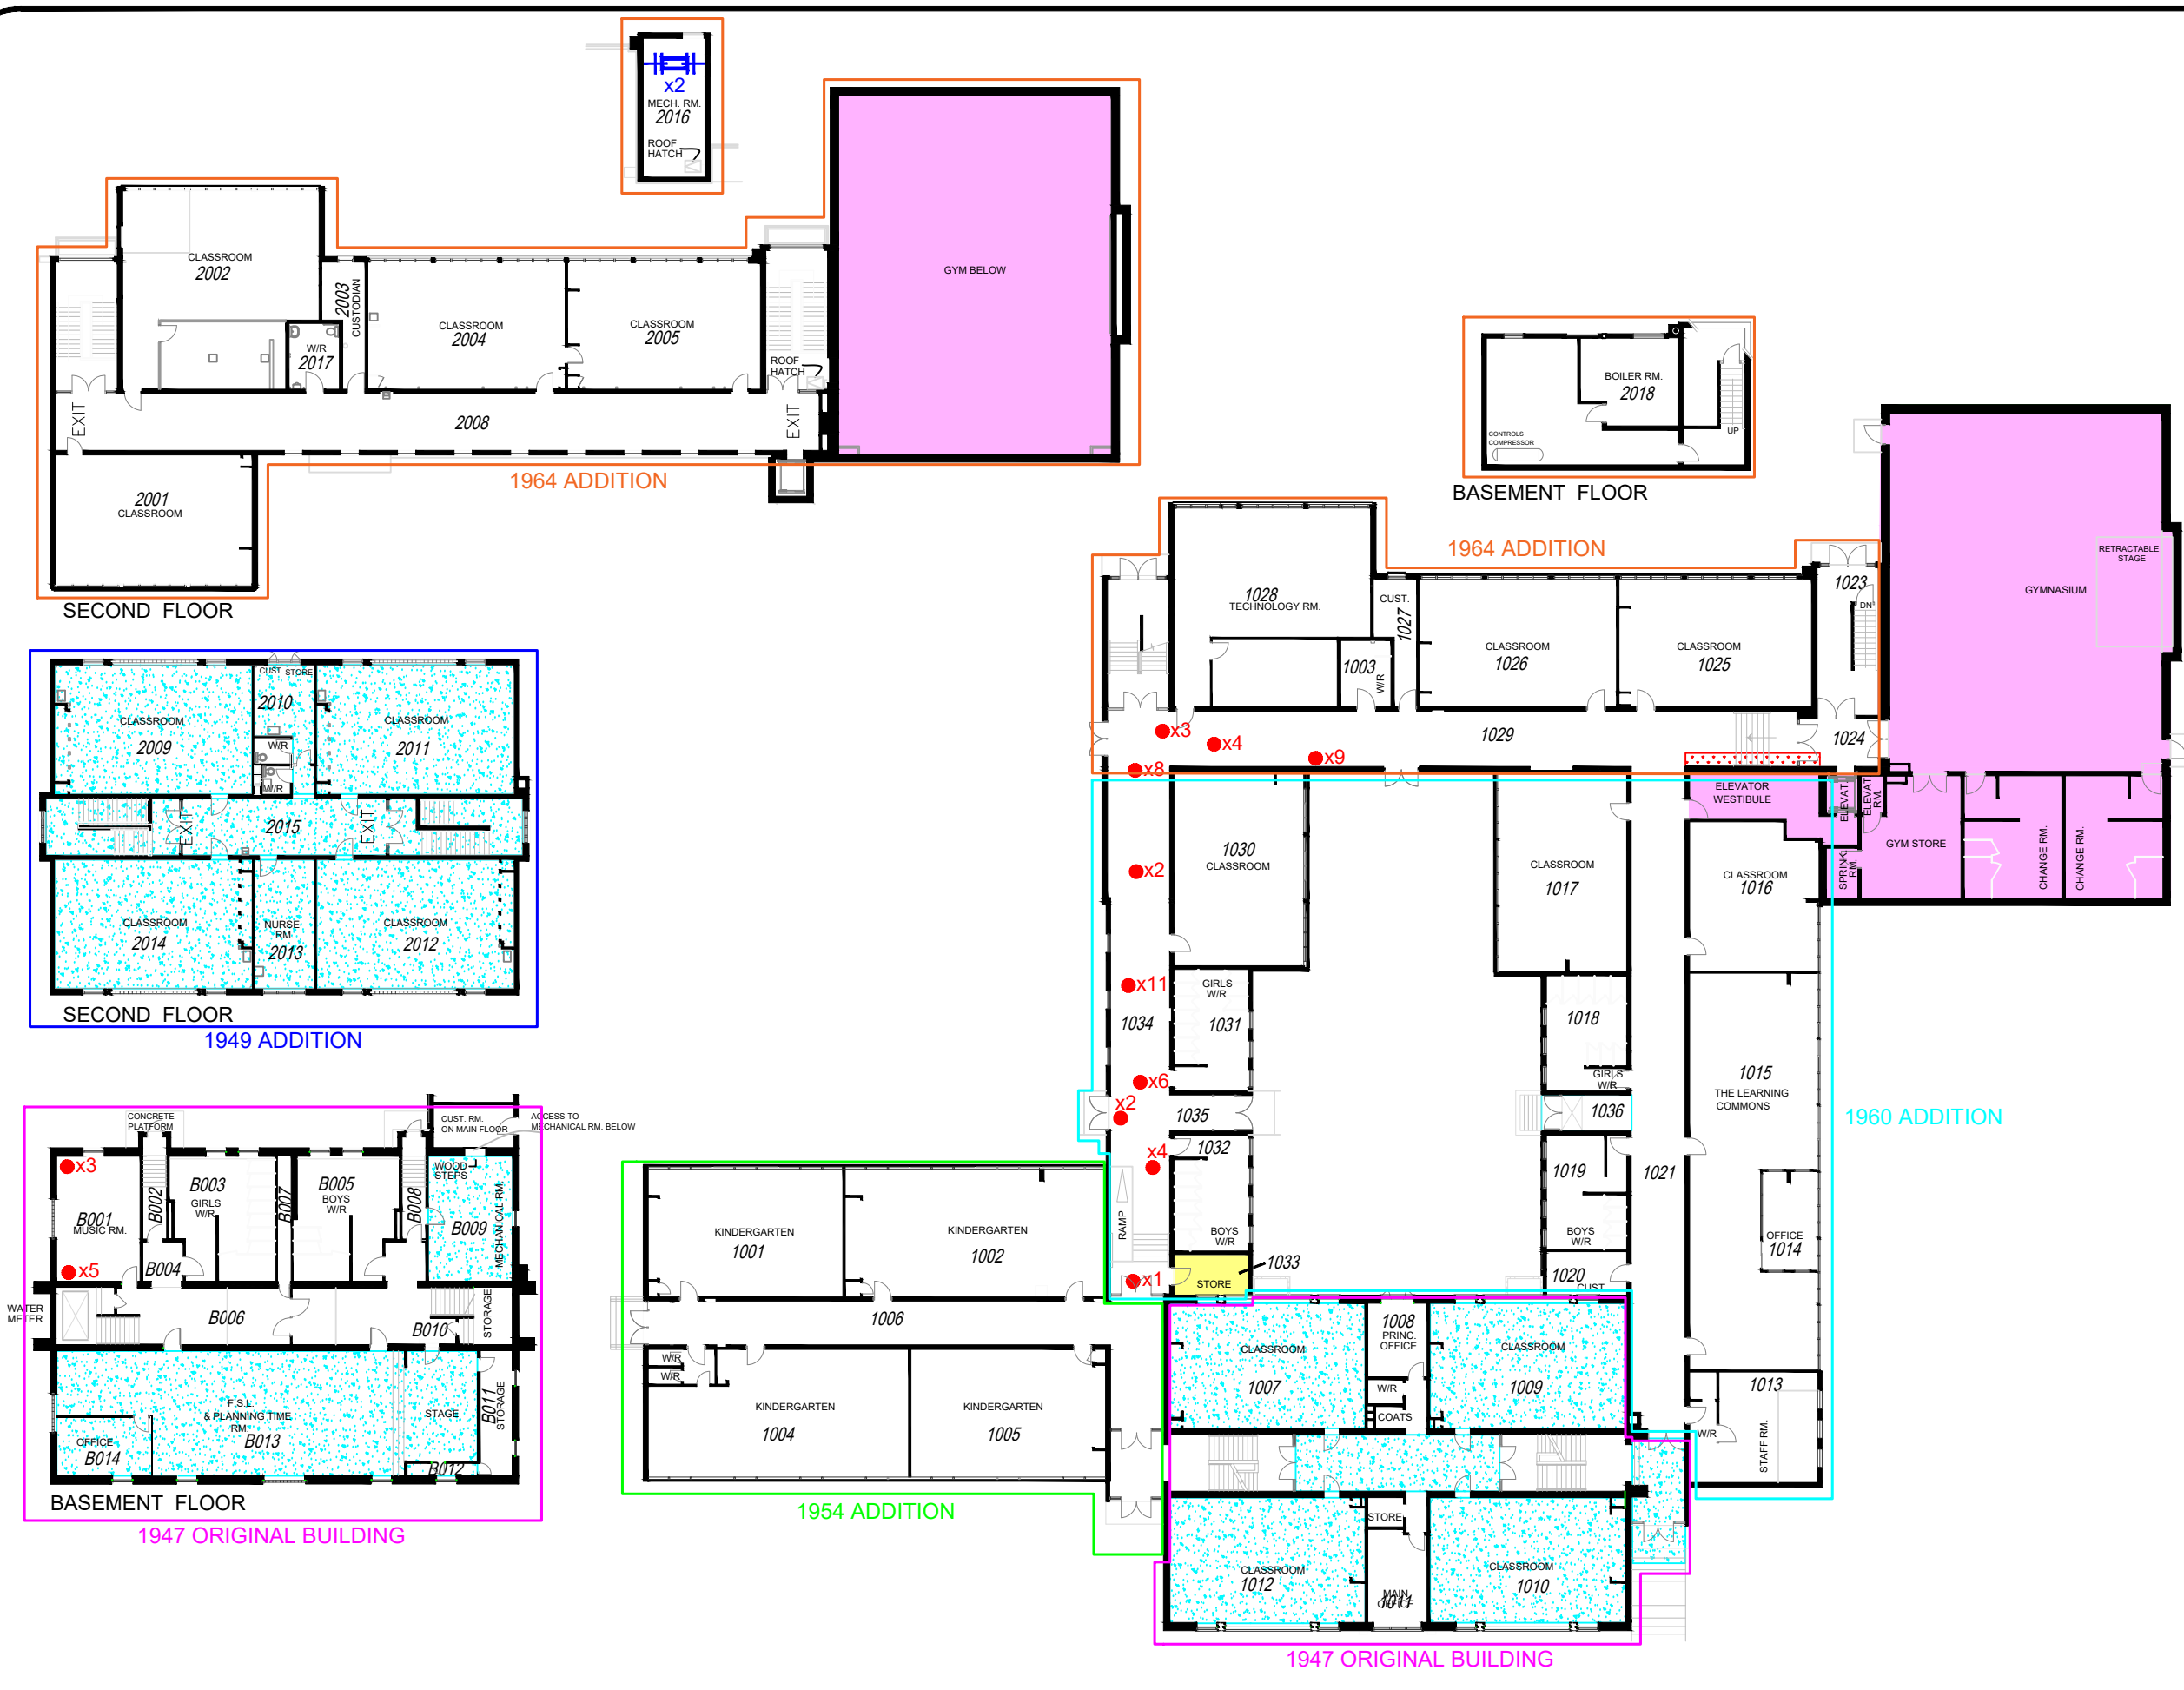 x2
MECH. RM.
2016
ROOF
HATCH
CLASSROOM
2002
2003
CUSTODIAN
W/R
2017
CLASSROOM
2004
CLASSROOM
2005
ROOF
HATCH
GYM BELOW
EXIT
2008
EXIT
2001
CLASSROOM
1964 ADDITION
SECOND FLOOR
BOILER RM.
2018
UP
CONTROLS
COMPRESSOR
BASEMENT FLOOR
1964 ADDITION
RETRACTABLE
STAGE
GYMNASIUM
1028
TECHNOLOGY RM.
CUST.
1027
1003
W/R
CLASSROOM
1026
CLASSROOM
1025
1023
DN
x3
x4
x9
x8
1029
1024
ELEVATOR
WESTIBULE
ELEVAT.
ELEVAT.
RM.
SPRINK.
RM.
GYM STORE
CHANGE RM.
CHANGE RM.
CUST. STORE
2010
CLASSROOM
2009
W/R
W/R
CLASSROOM
2011
EXIT
2015
EXIT
CLASSROOM
2014
NURSE
RM.
2013
CLASSROOM
2012
SECOND FLOOR
1949 ADDITION
x2
1030
CLASSROOM
CLASSROOM
1017
CLASSROOM
1016
x11
1034
GIRLS
W/R
1031
1018
GIRLS
W/R
1015
THE LEARNING
COMMONS
x6
x2
1035
1036
1960 ADDITION
x4
1032
BOYS
W/R
RAMP
1019
BOYS
W/R
1021
OFFICE
1014
x1
STORE
1033
1020
CUST.
CONCRETE
PLATFORM
CUST. RM.
ON MAIN FLOOR
ACCESS TO
MECHANICAL RM. BELOW
x3
B001
MUSIC RM.
x5
B002
B003
GIRLS
W/R
B004
B007
B005
BOYS
W/R
B008
WOOD
STEPS
B009
MECHANICAL RM.
WATER
METER
B006
B010
STORAGE
F.S.L
& PLANNING TIME
RM.
B013
OFFICE
B014
STAGE
B011
STORAGE
B012
BASEMENT FLOOR
1947 ORIGINAL BUILDING
KINDERGARTEN
1001
KINDERGARTEN
1002
1006
W/R
W/R
KINDERGARTEN
1004
KINDERGARTEN
1005
1954 ADDITION
CLASSROOM
1007
1008
PRINC.
OFFICE
W/R
COATS
CLASSROOM
1009
1013
W/R
STAFF RM.
CLASSROOM
1012
STORE
MAIN
OFFICE
1011
CLASSROOM
1010
1947 ORIGINAL BUILDING